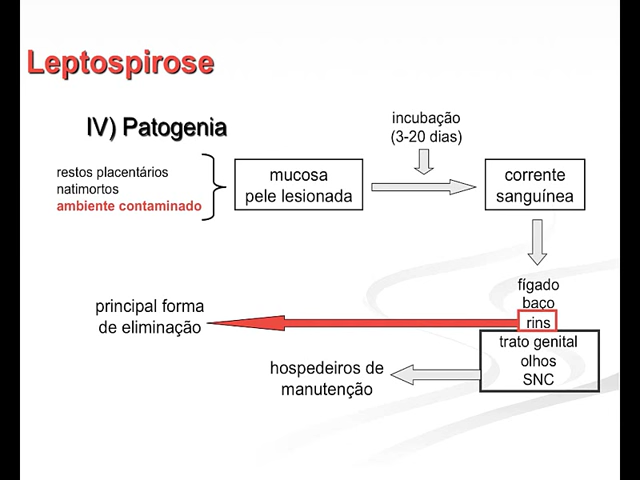 Leptospirose
IV) Patogenia
incubação
(3-20 dias)
restos placentários
natimortos
ambiente contaminado
mucosa
pele lesionada
corrente
sanguínea
fígado
baço
rins
trato genital
olhos
SNC
principal forma
de eliminação
hospedeiros de
manutenção